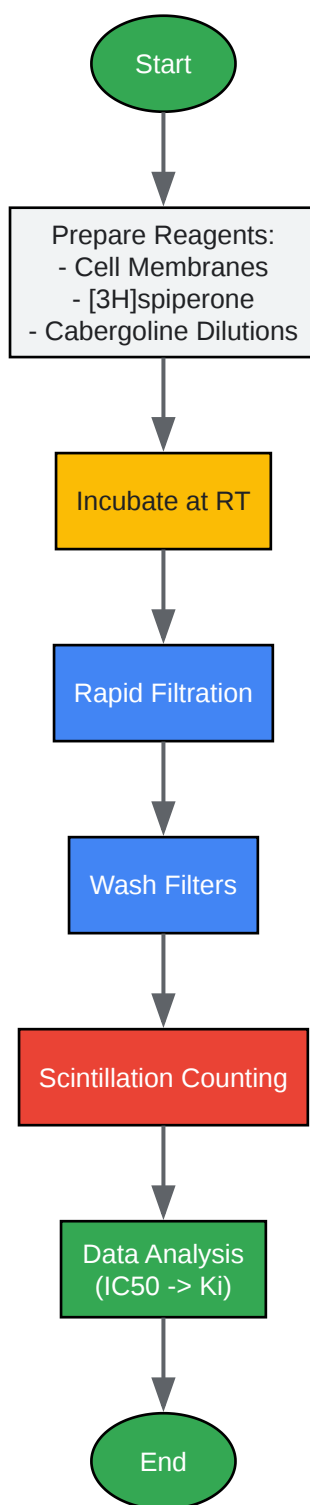 Start
Prepare Reagents:
- Cell Membranes
- [3H]spiperone
- Cabergoline Dilutions
Incubate at RT
Rapid Filtration
Wash Filters
Scintillation Counting
Data Analysis
(IC50 -> Ki)
End